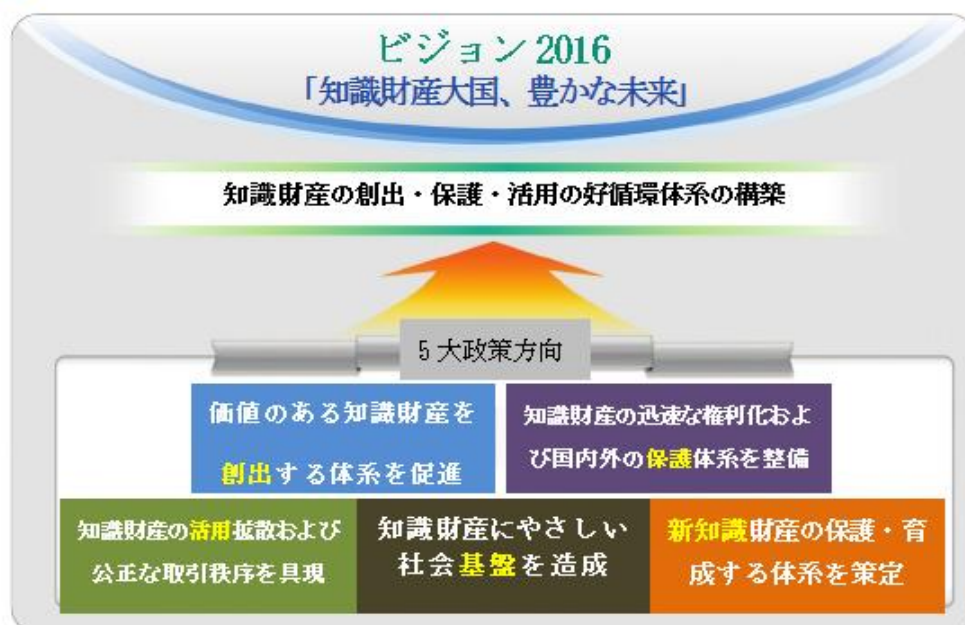 ビジョン 2016
「知識財産大国、豊かな未来」
知識財産の創出・保護・活用の好循環体系の構築
5 大政策方向
価値のある知識財産を
創出する体系を促進
知識財産の迅速な権利化およ
び国内外の保護体系を整備
知識財産の活用拡散および
公正な取引秩序を具現
知識財産にやさしい
社会基盤を造成
新知識財産の保護・育
成する体系を策定